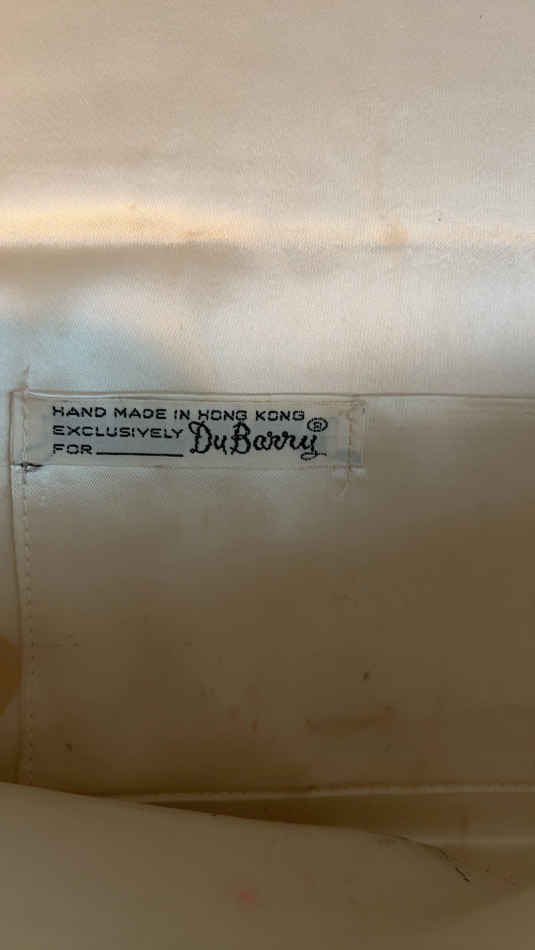 HAND MADE IN HONG KONG
EXCLUSIVELY DuBarry®
FOR